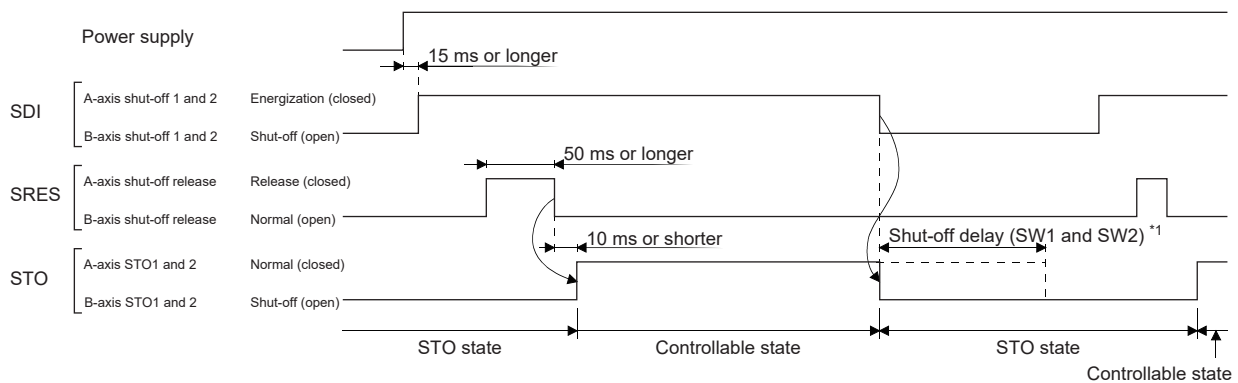 Power supply
15 ms or longer
SDI
A-axis shut-off 1 and 2 Energization (closed)
B-axis shut-off 1 and 2 Shut-off (open)
50 ms or longer
SRES
A-axis shut-off release Release (closed)
B-axis shut-off release Normal (open)
10 ms or shorter
Shut-off delay (SW1 and SW2) *1
STO
A-axis STO1 and 2 Normal (closed)
B-axis STO1 and 2 Shut-off (open)
STO state Controllable state STO state
Controllable state